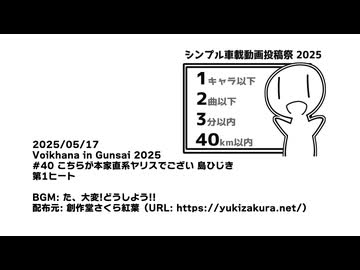 シンプル車載動画投稿祭 2025
1キャラ以下
2曲以下
3分以内
40km以内
2025/05/17
Voikhana in Gunsai 2025
#40 こちらが本家直系ヤリスでござい 島ひじき
第1ヒート
BGM: た、大変!どうしよう!!
配布元: 創作堂さくら紅葉（URL: https://yukizakura.net/）